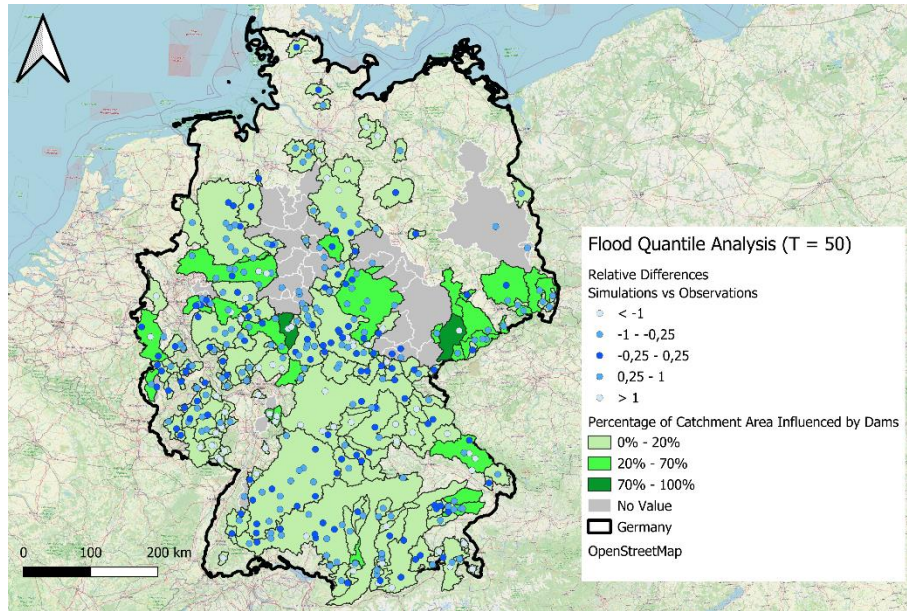 Flood Quantile Analysis (T = 50)
Relative Differences
Simulations vs Observations
< -1
-1 - -0,25
-0,25 - 0,25
0,25 - 1
> 1
Percentage of Catchment Area Influenced by Dams
0% - 20%
20% - 70%
70% - 100%
No Value
Germany
OpenStreetMap
0 100 200 km